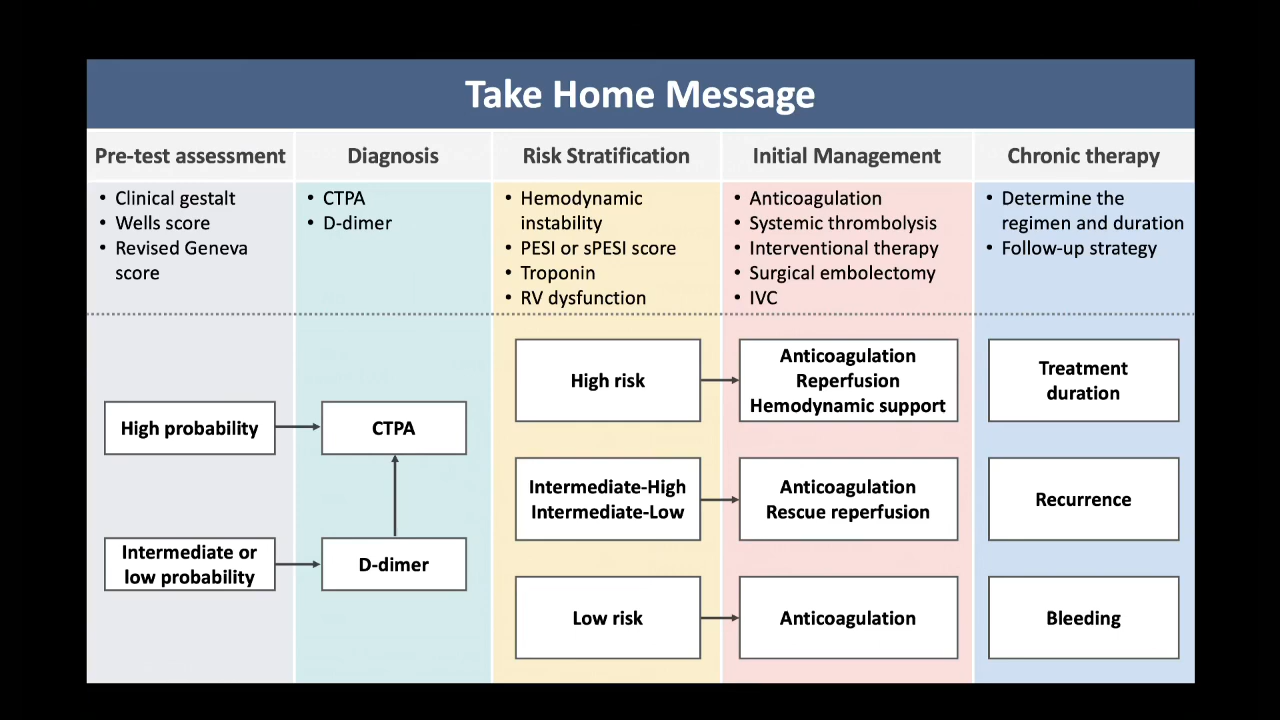 Take Home Message
Pre-test assessment
Diagnosis
Risk Stratification
Initial Management
Chronic therapy
• Clinical gestalt
• Wells score
• Revised Geneva
score
• CTPA
• D-dimer
• Hemodynamic
instability
• PESI or sPESI score
• Troponin
• RV dysfunction
• Anticoagulation
• Systemic thrombolysis
• Interventional therapy
• Surgical embolectomy
• IVC
• Determine the
regimen and duration
• Follow-up strategy
High probability
CTPA
Intermediate or
low probability
D-dimer
High risk
Anticoagulation
Reperfusion
Hemodynamic support
Treatment
duration
Intermediate-High
Intermediate-Low
Anticoagulation
Rescue reperfusion
Recurrence
Low risk
Anticoagulation
Bleeding